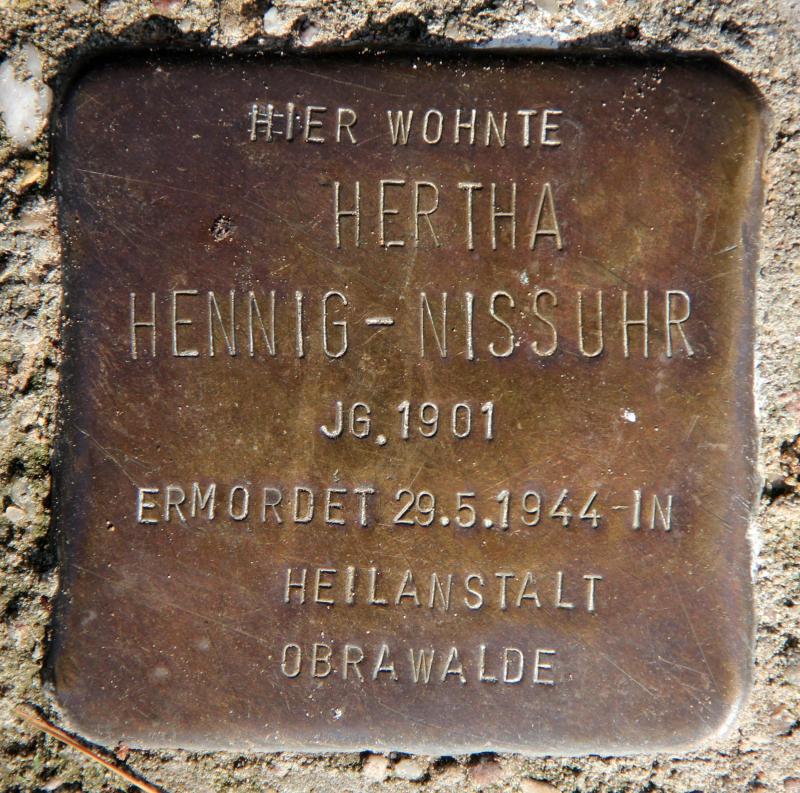 HIER WOHNTE
HERTHA
HENNIG-NISSUHR
JG. 1901
ERMORDET 29.5.1944 IN
HEILANSTALT
OBRAWALDE